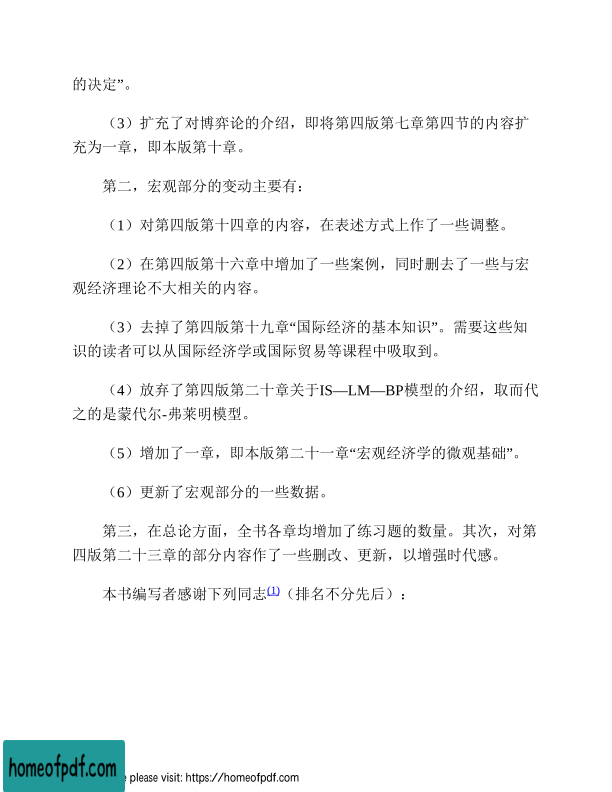 的决定”。
（3）扩充了对博弈论的介绍，即将第四版第七章第四节的内容扩
充为一章，即本版第十章。
第二，宏观部分的变动主要有：
（1）对第四版第十四章的内容，在表述方式上作了一些调整。
（2）在第四版第十六章中增加了一些案例，同时删去了一些与宏
观经济理论不大相关的内容。
（3）去掉了第四版第十九章“国际经济的基本知识”。需要这些知
识的读者可以从国际经济学或国际贸易等课程中吸取到。
（4）放弃了第四版第二十章关于IS—LM—BP模型的介绍，取而代
之的是蒙代尔-弗莱明模型。
（5）增加了一章，即本版第二十一章“宏观经济学的微观基础”。
（6）更新了宏观部分的一些数据。
第三，在总论方面，全书各章均增加了练习题的数量。其次，对第
四版第二十三章的部分内容作了一些删改、更新，以增强时代感。
本书编写者感谢下列同志(1)（排名不分先后）：
homeofpdf.com
please visit: https://homeofpdf.com